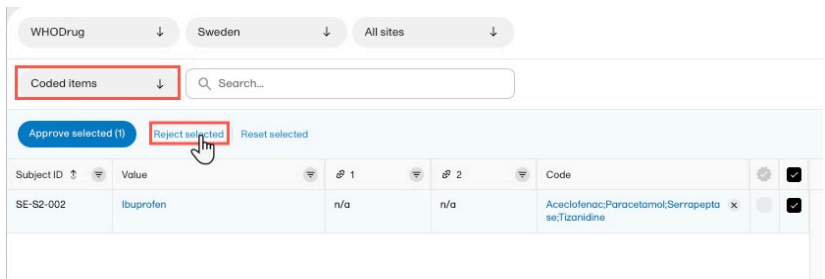 WHODrug Sweden All sites
Coded items Search...
Approve selected (1) Reject selected Reset selected
Subject ID Value 1 2 Code
SE-S2-002 Ibuprofen n/a n/a Aceclofenac;Paracetamol;Serrapepta
se;Tizanidine